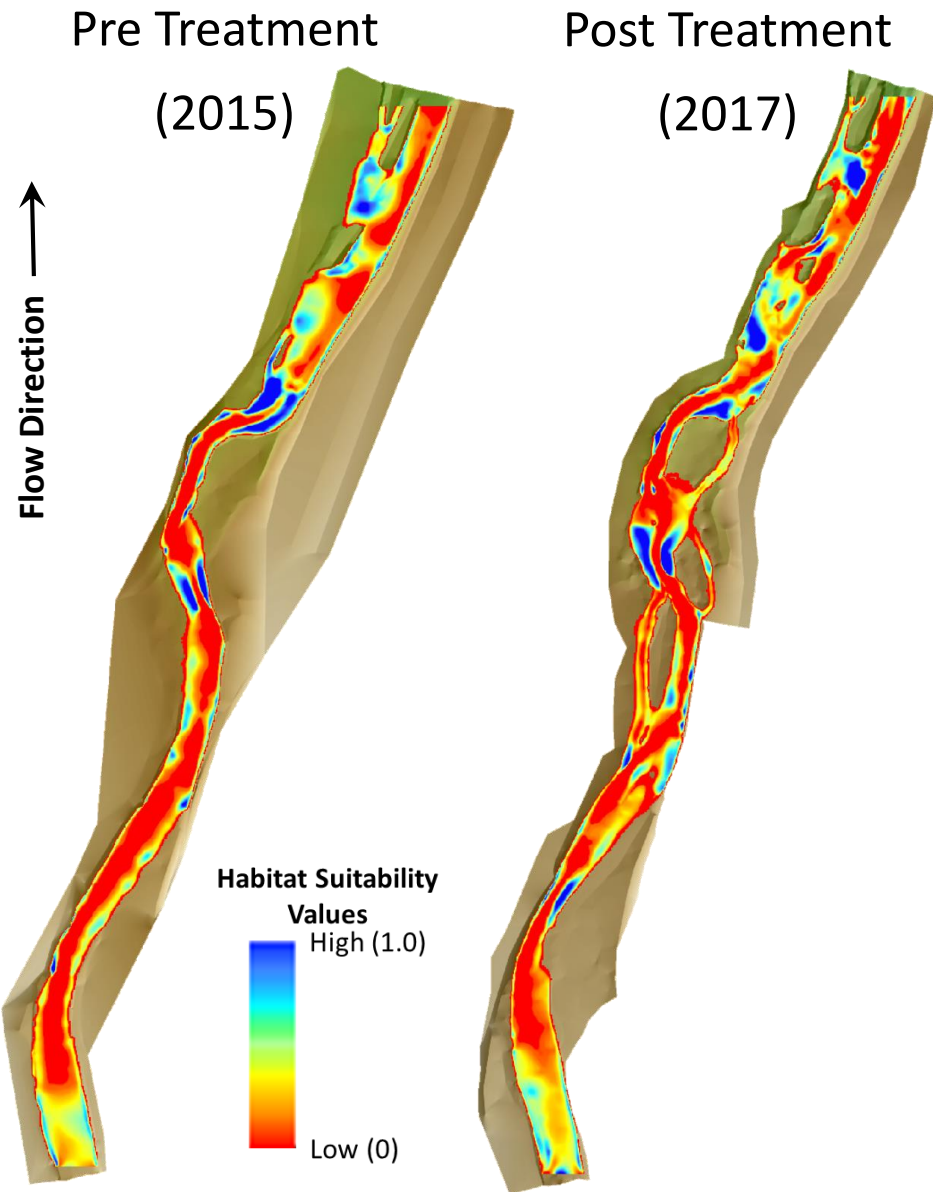 Pre Treatment
(2015)
Post Treatment
(2017)
Flow Direction
Habitat Suitability
Values
High (1.0)
Low (0)